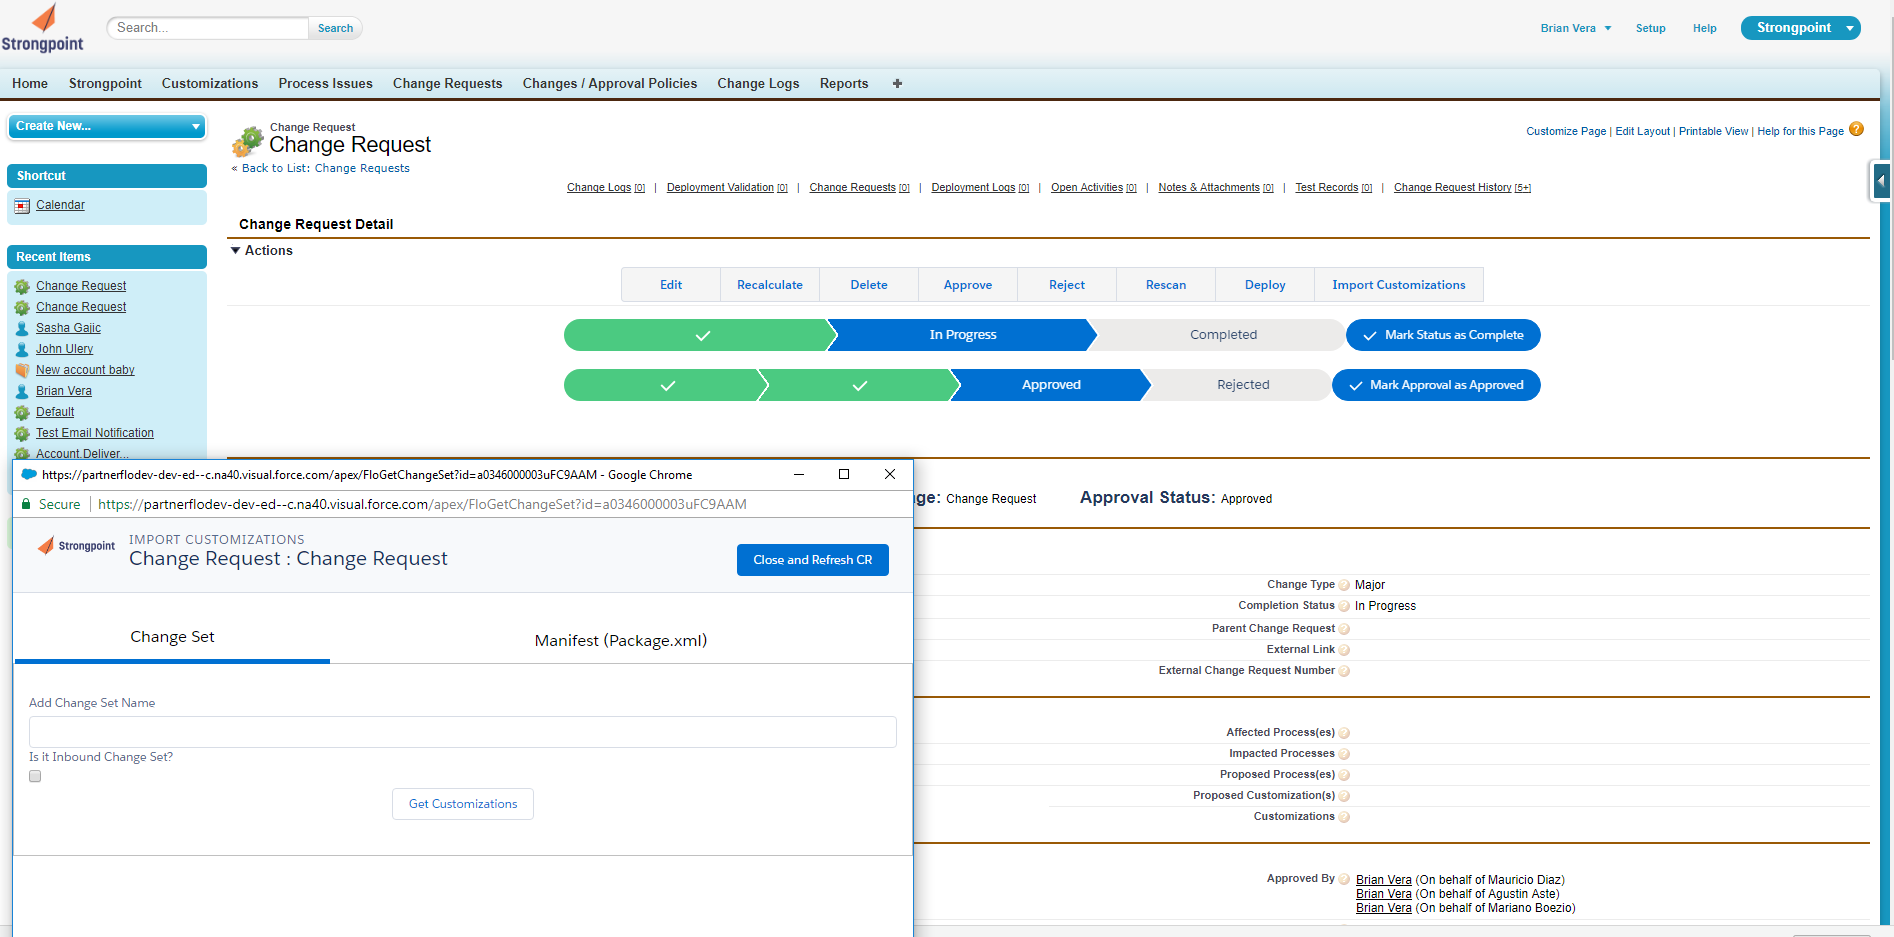 Strongpoint
Search...
Search
Brian Vera
Setup
Help
Strongpoint
Home
Strongpoint
Customizations
Process Issues
Change Requests
Changes / Approval Policies
Change Logs
Reports
Create New...
Shortcut
Calendar
Recent Items
Change Request
Change Request
Sasha Gajic
John Ulery
New account baby
Brian Vera
Default
Test Email Notification
Account.Deliver...
Change Request
Change Request
« Back to List: Change Requests
Customize Page | Edit Layout | Printable View | Help for this Page
Change Logs [0] | Deployment Validation [0] | Change Requests [0] | Deployment Logs [0] | Open Activities [0] | Notes & Attachments [0] | Test Records [0] | Change Request History [5+]
Change Request Detail
Actions
Edit
Recalculate
Delete
Approve
Reject
Rescan
Deploy
Import Customizations
In Progress
Completed
Mark Status as Complete
Approved
Rejected
Mark Approval as Approved
ge: Change Request
Approval Status: Approved
Change Type Major
Completion Status In Progress
Parent Change Request
External Link
External Change Request Number
Affected Process(es)
Impacted Processes
Proposed Process(es)
Proposed Customization(s)
Customizations
Approved By Brian Vera (On behalf of Mauricio Diaz)
Brian Vera (On behalf of Agustin Aste)
Brian Vera (On behalf of Mariano Boezio)
https://partnerflodev-dev-ed--c.na40.visual.force.com/apex/FloGetChangeSet?id=a0346000003uFC9AAM - Google Chrome
Secure
https://partnerflodev-dev-ed--c.na40.visual.force.com/apex/FloGetChangeSet?id=a0346000003uFC9AAM
Strongpoint
IMPORT CUSTOMIZATIONS
Change Request : Change Request
Close and Refresh CR
Change Set
Manifest (Package.xml)
Add Change Set Name
Is it Inbound Change Set?
Get Customizations